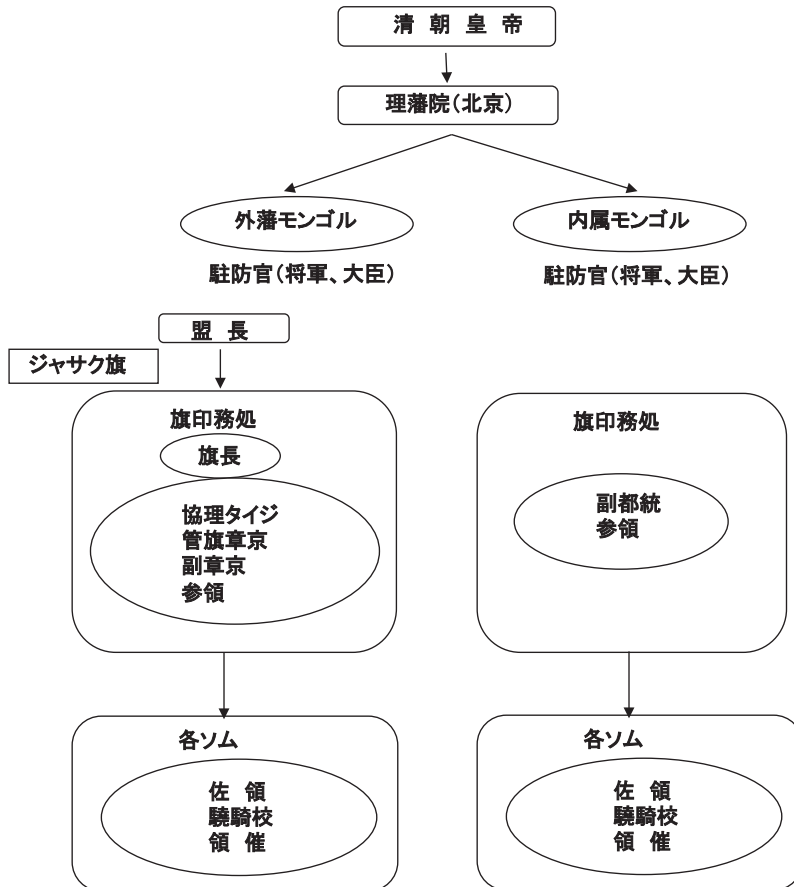 清 朝 皇 帝
理藩院(北京)
外藩モンゴル
内属モンゴル
駐防官(将軍、大臣)
駐防官(将軍、大臣)
盟 長
ジャサク旗
旗印務処
旗長
協理タイジ
管旗章京
副章京
参領
旗印務処
副都統
参領
各ソム
佐 領
驍騎校
領 催
各ソム
佐 領
驍騎校
領 催